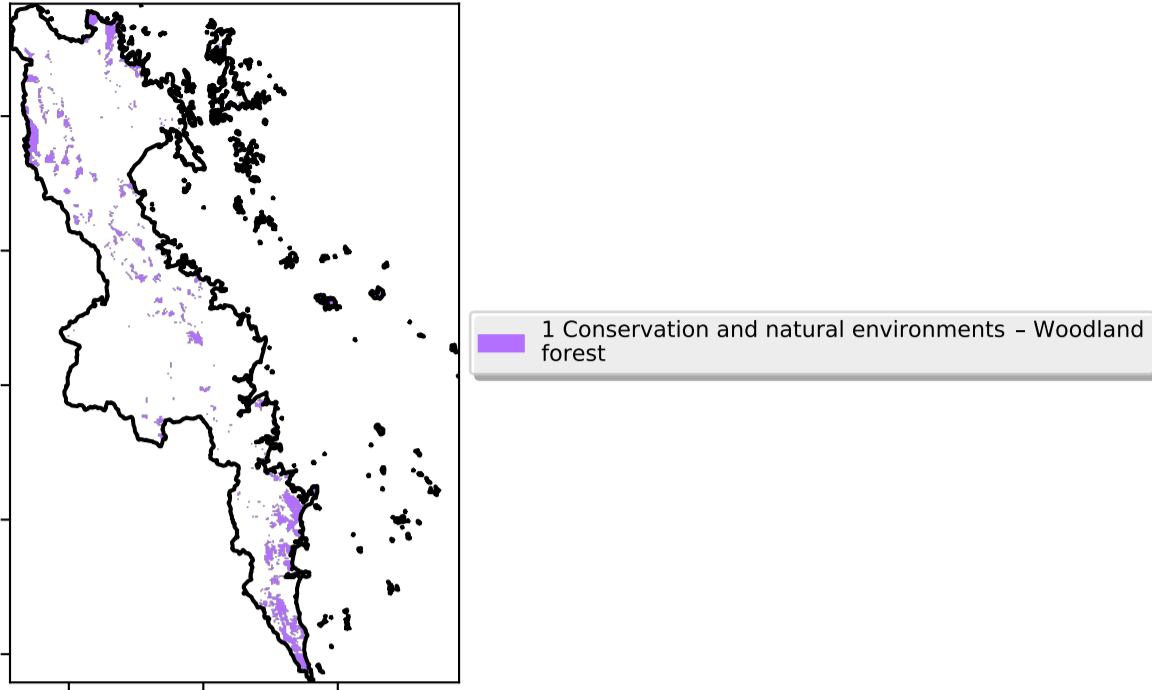 1 Conservation and natural environments – Woodland
forest